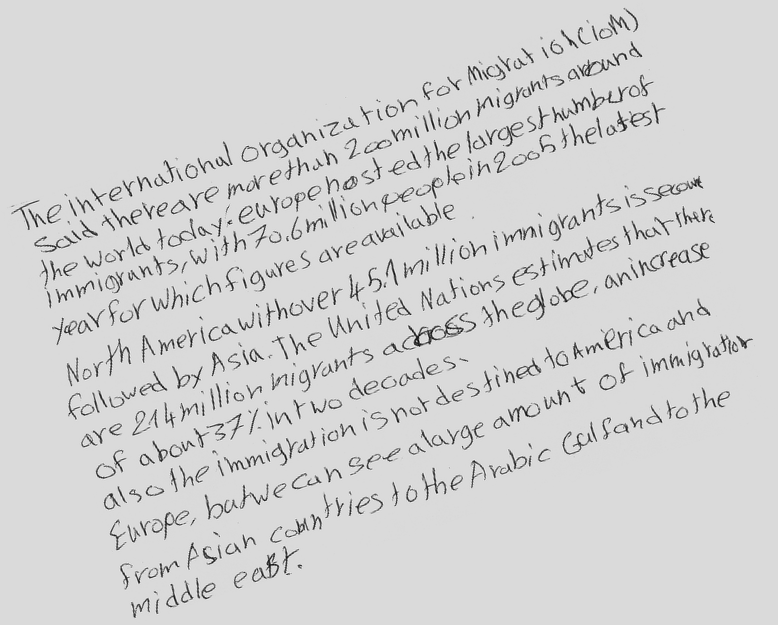 The international organization for Migration (ioM)
said there are more than 200 million migrants around
the world today. europe hosted the largest number of
immigrants, with 70.6 million people in 2005 the latest
year for which figures are available
North America with over 45.1 million immigrants is second
followed by Asia. The United Nations estimates that there
are 214 million migrants across the globe, an increase
of about 37% in two decades.
also the immigration is not destined to America and
Europe, but we can see a large amount of immigration
from Asian countries to the Arabic Gulf and to the
middle east.